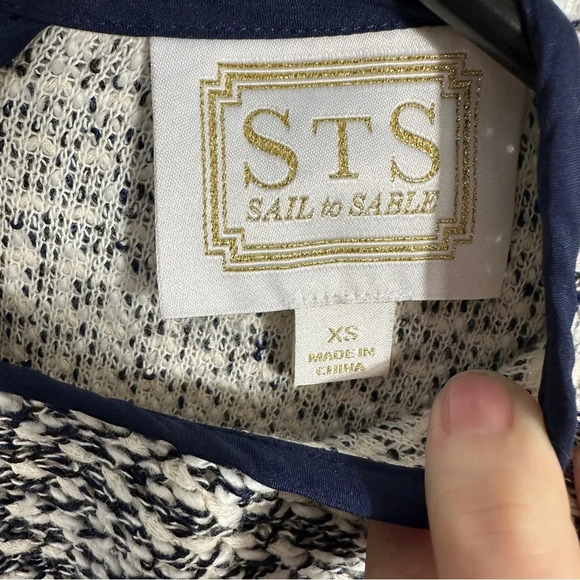 STS
SAIL to SABLE
XS
MADE IN
CHINA